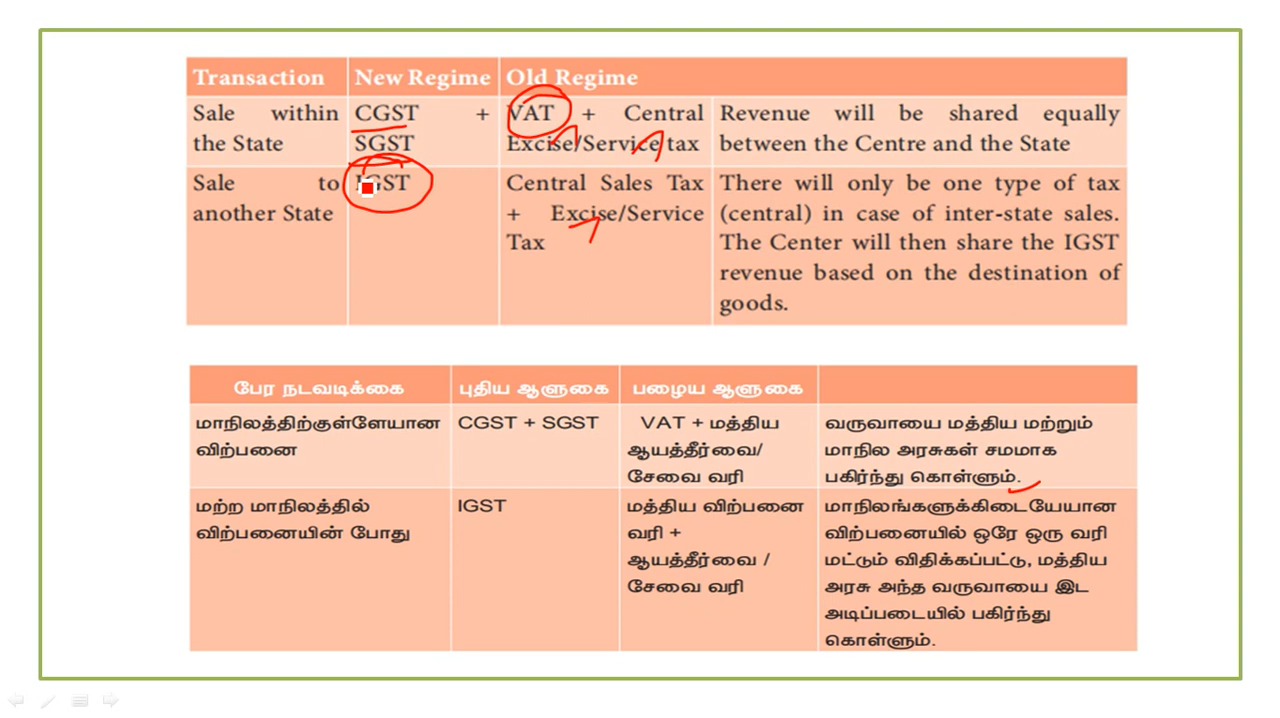 Transaction New Regime Old Regime
Sale within CGST + VAT + Central Revenue will be shared equally
the State SGST Excise/Service tax between the Centre and the State
Sale to IGST Central Sales Tax There will only be one type of tax
another State + Excise/Service (central) in case of inter-state sales.
Tax The Center will then share the IGST
revenue based on the destination of
goods.
பேர நடவடிக்கை புதிய ஆளுகை பழைய ஆளுகை
மாநிலத்திற்குள்ளேயான CGST + SGST VAT + மத்திய வருவாயை மத்திய மற்றும்
விற்பனை ஆயத்தீர்வை/ மாநில அரசுகள் சமமாக
சேவை வரி பகிர்ந்து கொள்ளும்.
மற்ற மாநிலத்தில் IGST மத்திய விற்பனை மாநிலங்களுக்கிடையேயான
விற்பனையின் போது வரி + விற்பனையில் ஒரே ஒரு வரி
ஆயத்தீர்வை / மட்டும் விதிக்கப்பட்டு, மத்திய
சேவை வரி அரசு அந்த வருவாயை இட
அடிப்படையில் பகிர்ந்து
கொள்ளும்.